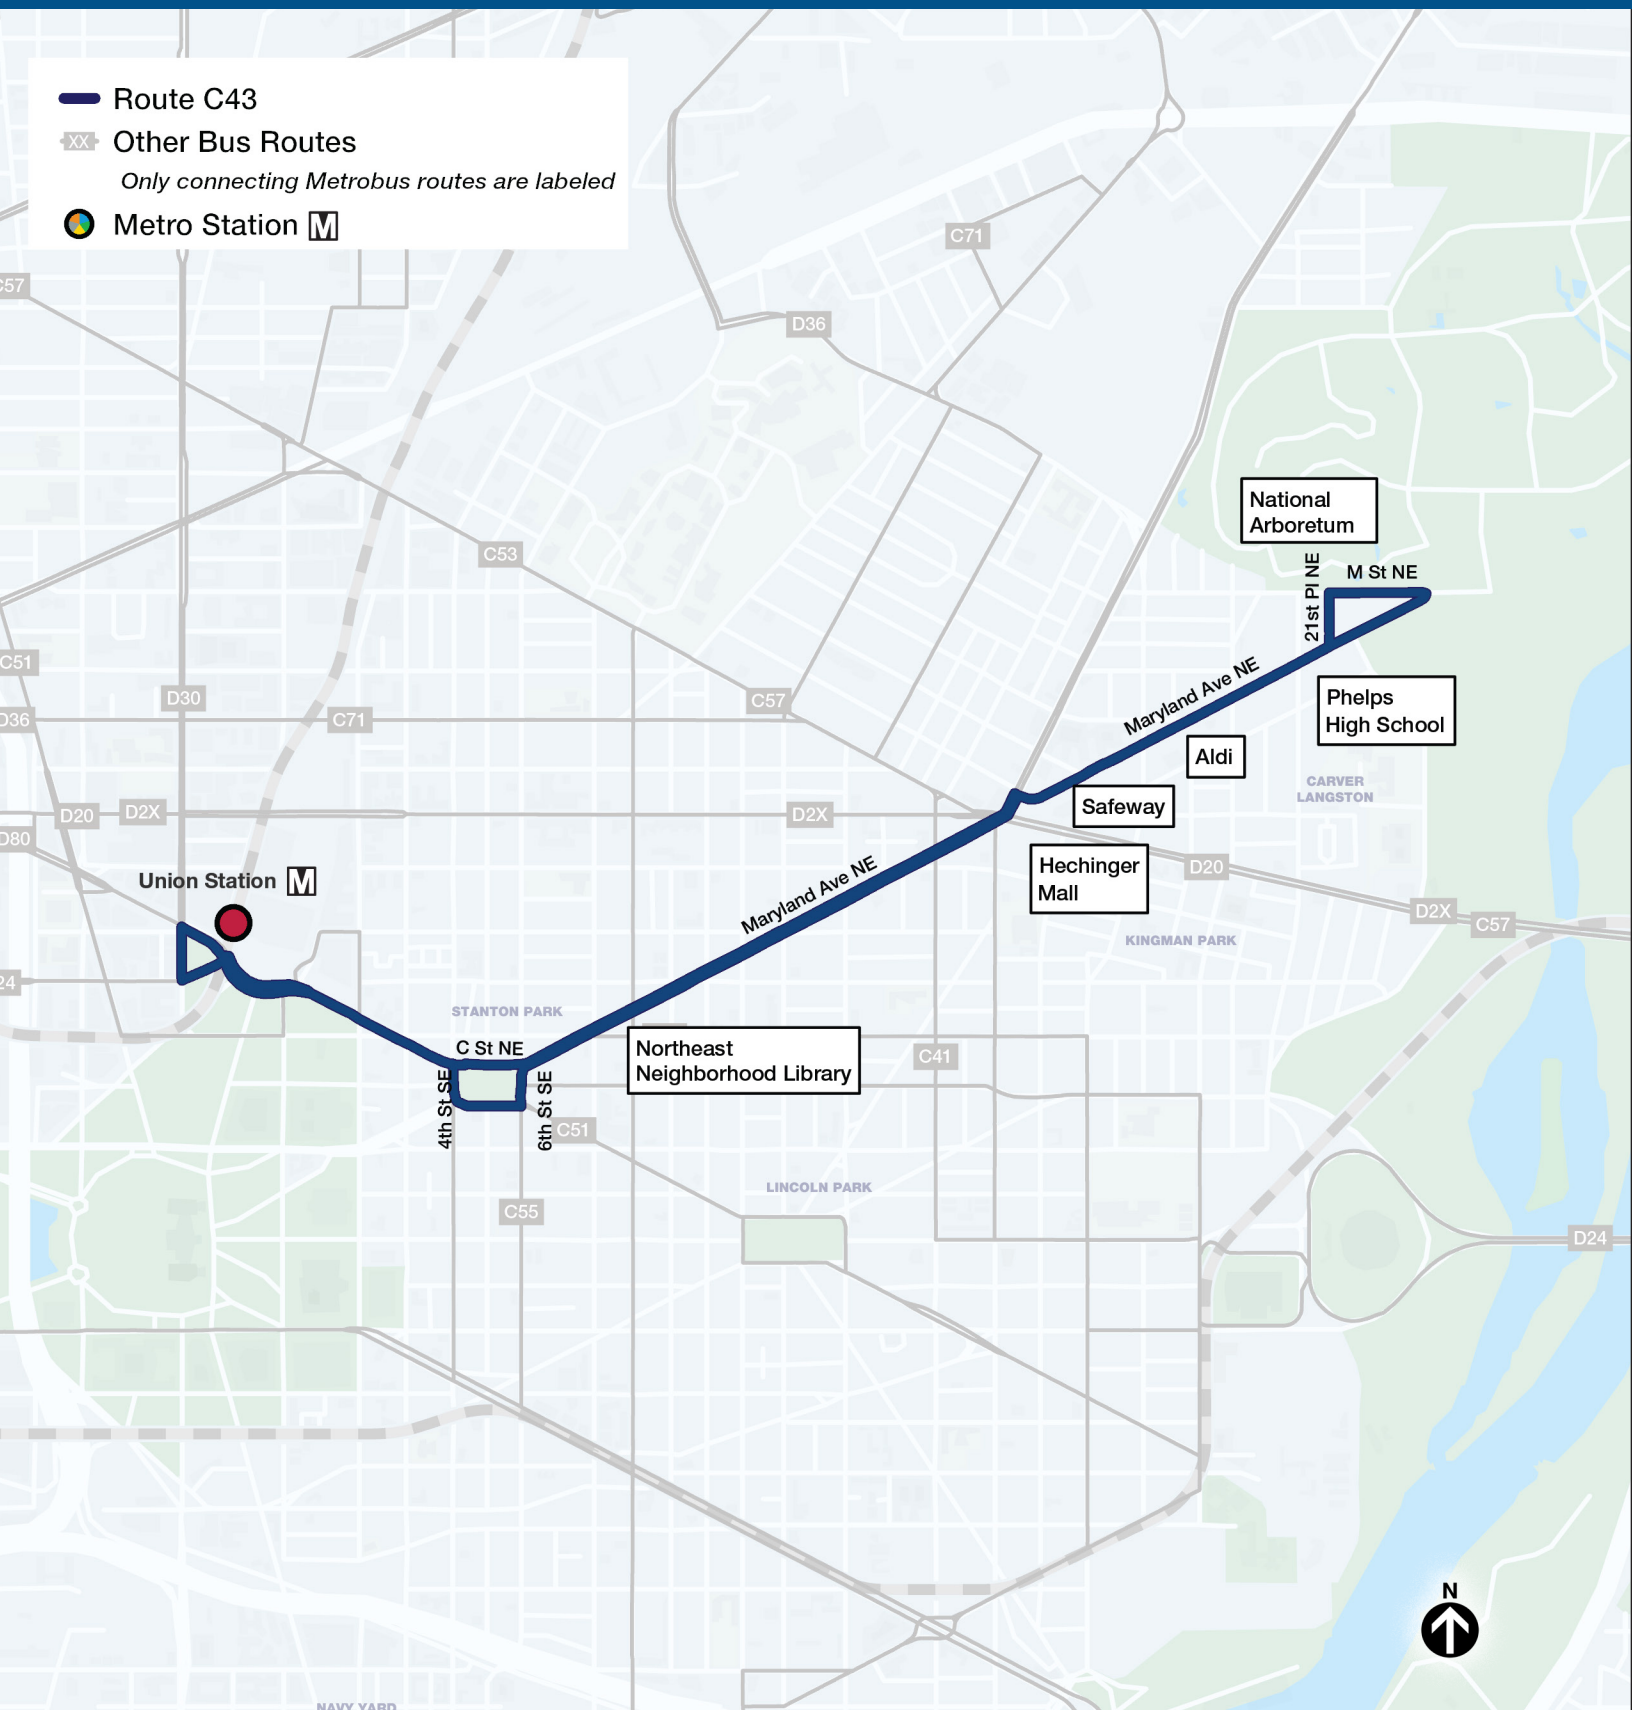 Route C43
XX
Other Bus Routes
Only connecting Metrobus routes are labeled
Metro Station M
C71
C57
D36
National
Arboretum
C53
21st Pl NE
M St NE
C51
D30
Maryland Ave NE
Phelps
High School
C57
D36
C71
Aldi
CARVER
LANGSTON
Safeway
D20
D2X
D2X
D80
Hechinger
Mall
D20
Maryland Ave NE
Union Station M
D2X
C57
KINGMAN PARK
24
STANTON PARK
C St NE
Northeast
Neighborhood Library
C41
4th St SE
6th St SE
C51
LINCOLN PARK
C55
D24
N
NAVY YARD